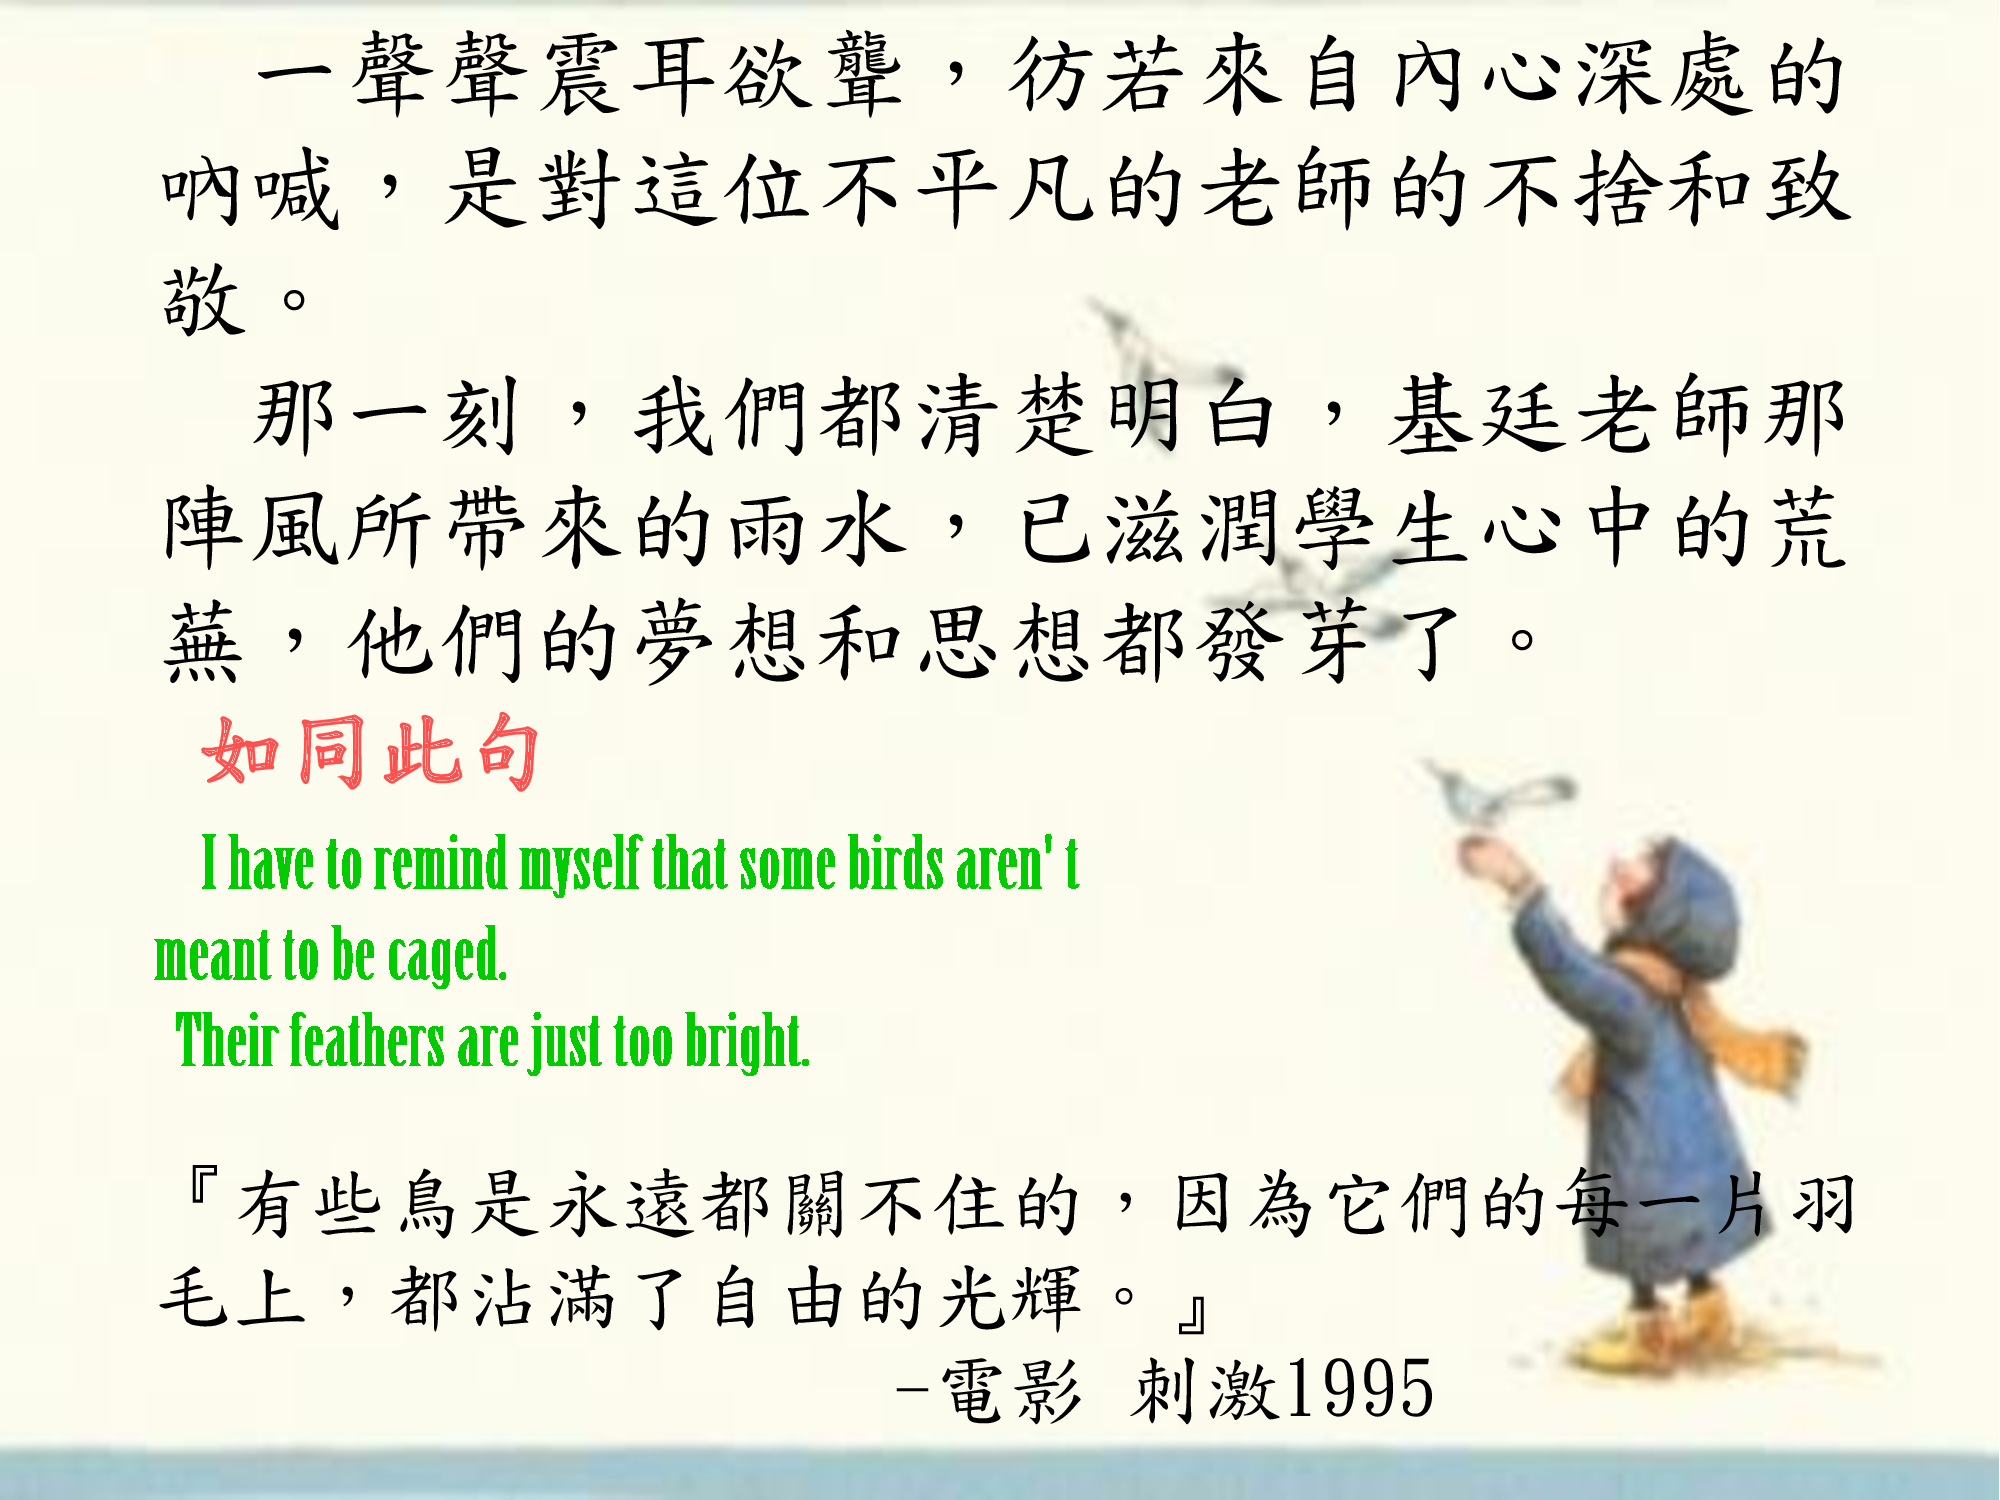 一聲聲震耳欲聾，彷若來自內心深處的
吶喊，是對這位不平凡的老師的不捨和致
敬。
那一刻，我們都清楚明白，基廷老師那
陣風所帶來的雨水，已滋潤學生心中的荒
蕪，他們的夢想和思想都發芽了。
如同此句
I have to remind myself that some birds aren't
meant to be caged.
Their feathers are just too bright.
『有些鳥是永遠都關不住的，因為它們的每一片羽
毛上，都沾滿了自由的光輝。』
-電影 刺激1995